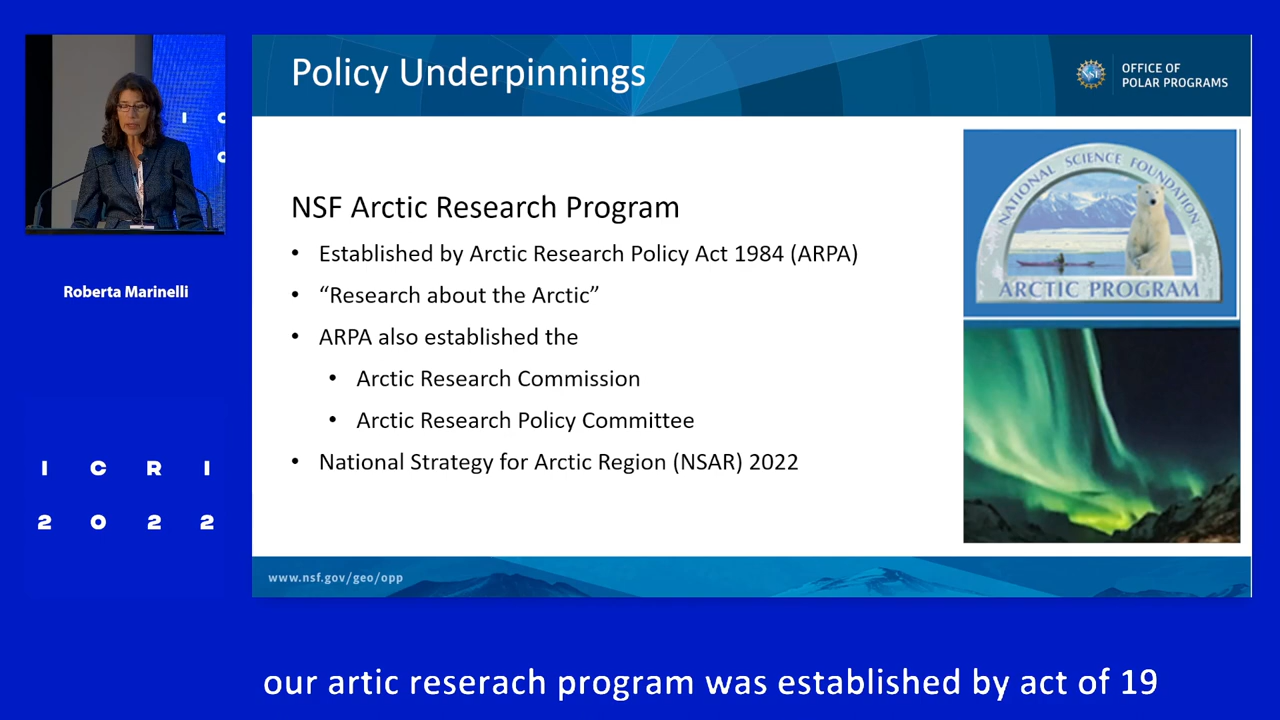 Policy Underpinnings
OFFICE OF
POLAR PROGRAMS
NSF
I C
O
NSF Arctic Research Program
• Established by Arctic Research Policy Act 1984 (ARPA)
• “Research about the Arctic”
• ARPA also established the
• Arctic Research Commission
• Arctic Research Policy Committee
• National Strategy for Arctic Region (NSAR) 2022
NATIONAL SCIENCE FOUNDATION
ARCTIC PROGRAM
Roberta Marinelli
I C R I
2 0 2 2
www.nsf.gov/geo/opp
our artic reserach program was established by act of 19